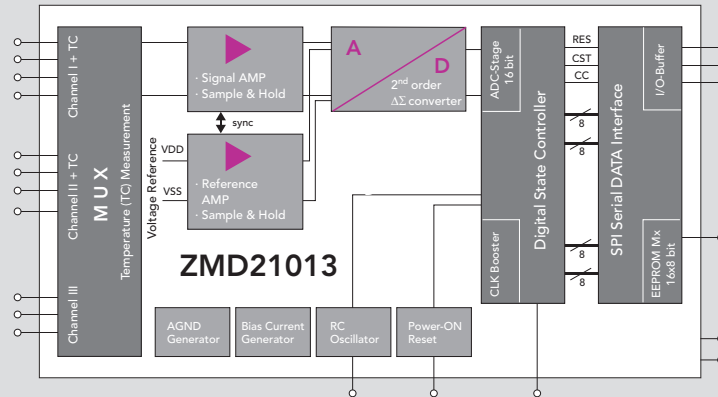 Channel I + TC
Channel II + TC
Channel III
MUX
Temperature (TC) Measurement
Voltage Reference
VDD
VSS
· Signal AMP
· Sample & Hold
sync
· Reference
AMP
· Sample & Hold
A
D
2nd order
ΔΣ converter
ADC-Stage
16 bit
Digital State Controller
CLK Booster
RES
CST
CC
8
8
8
8
I/O-Buffer
SPI Serial DATA Interface
EEPROM Mx
16x8 bit
ZMD21013
AGND
Generator
Bias Current
Generator
RC
Oscillator
Power-ON
Reset